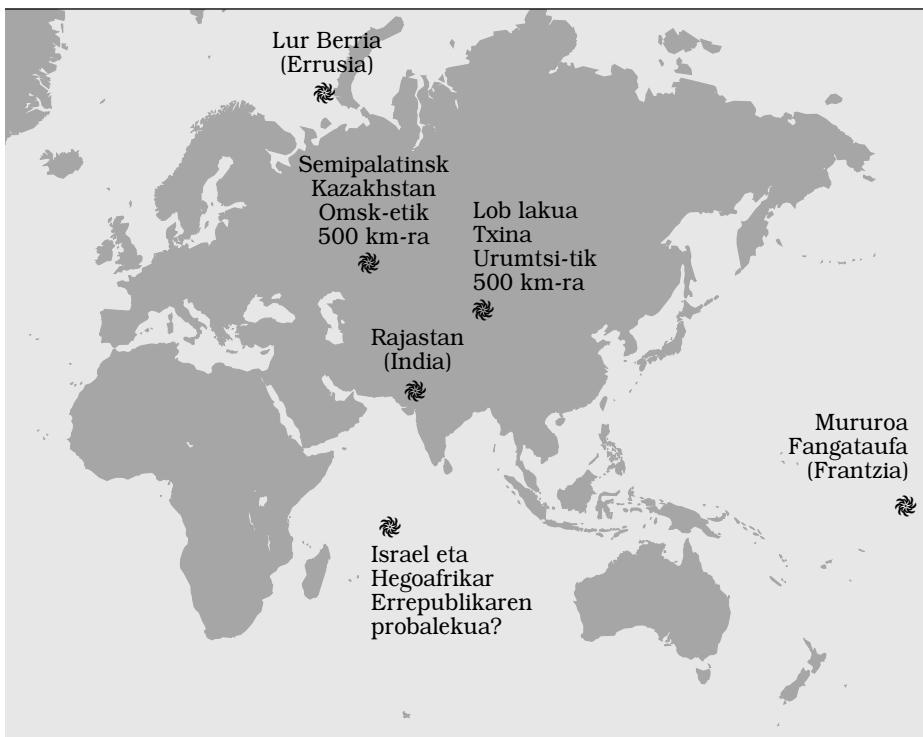 Lur Berria
(Errusia)
Semipalatinsk
Kazakhstan
Omsk-etik
500 km-ra
Lob lakua
Txina
Urumtsi-tik
500 km-ra
Rajastan
(India)
Mururoa
Fangataufa
(Frantzia)
Israel eta
Hegoafrikar
Errepublikaren
probalekua?